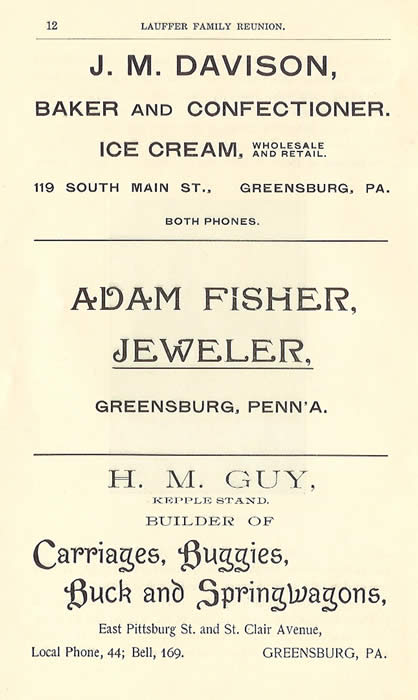 12 LAUFFER FAMILY REUNION.
J. M. DAVISON,
BAKER AND CONFECTIONER.
ICE CREAM, WHOLESALE AND RETAIL.
119 SOUTH MAIN ST., GREENSBURG, PA.
BOTH PHONES.
ADAM FISHER,
JEWELER,
GREENSBURG, PENN'A.
H. M. GUY,
KEPPLE STAND.
BUILDER OF
Carriages, Buggies,
Buck and Springwagons,
East Pittsburg St. and St. Clair Avenue,
Local Phone, 44; Bell, 169. GREENSBURG, PA.